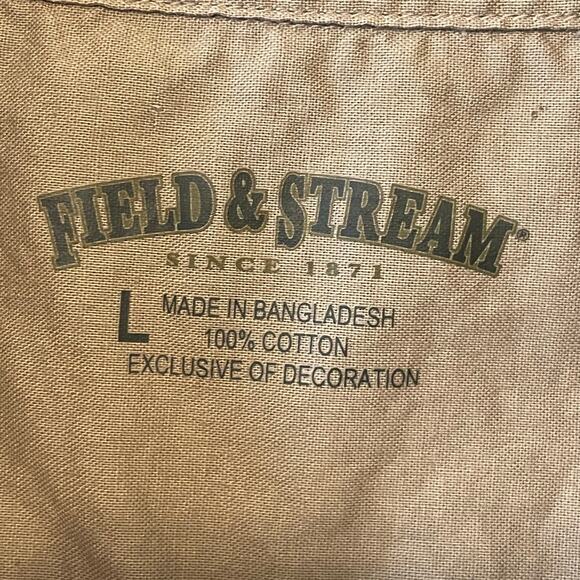 FIELD & STREAM®
SINCE 1871
L MADE IN BANGLADESH
100% COTTON
EXCLUSIVE OF DECORATION